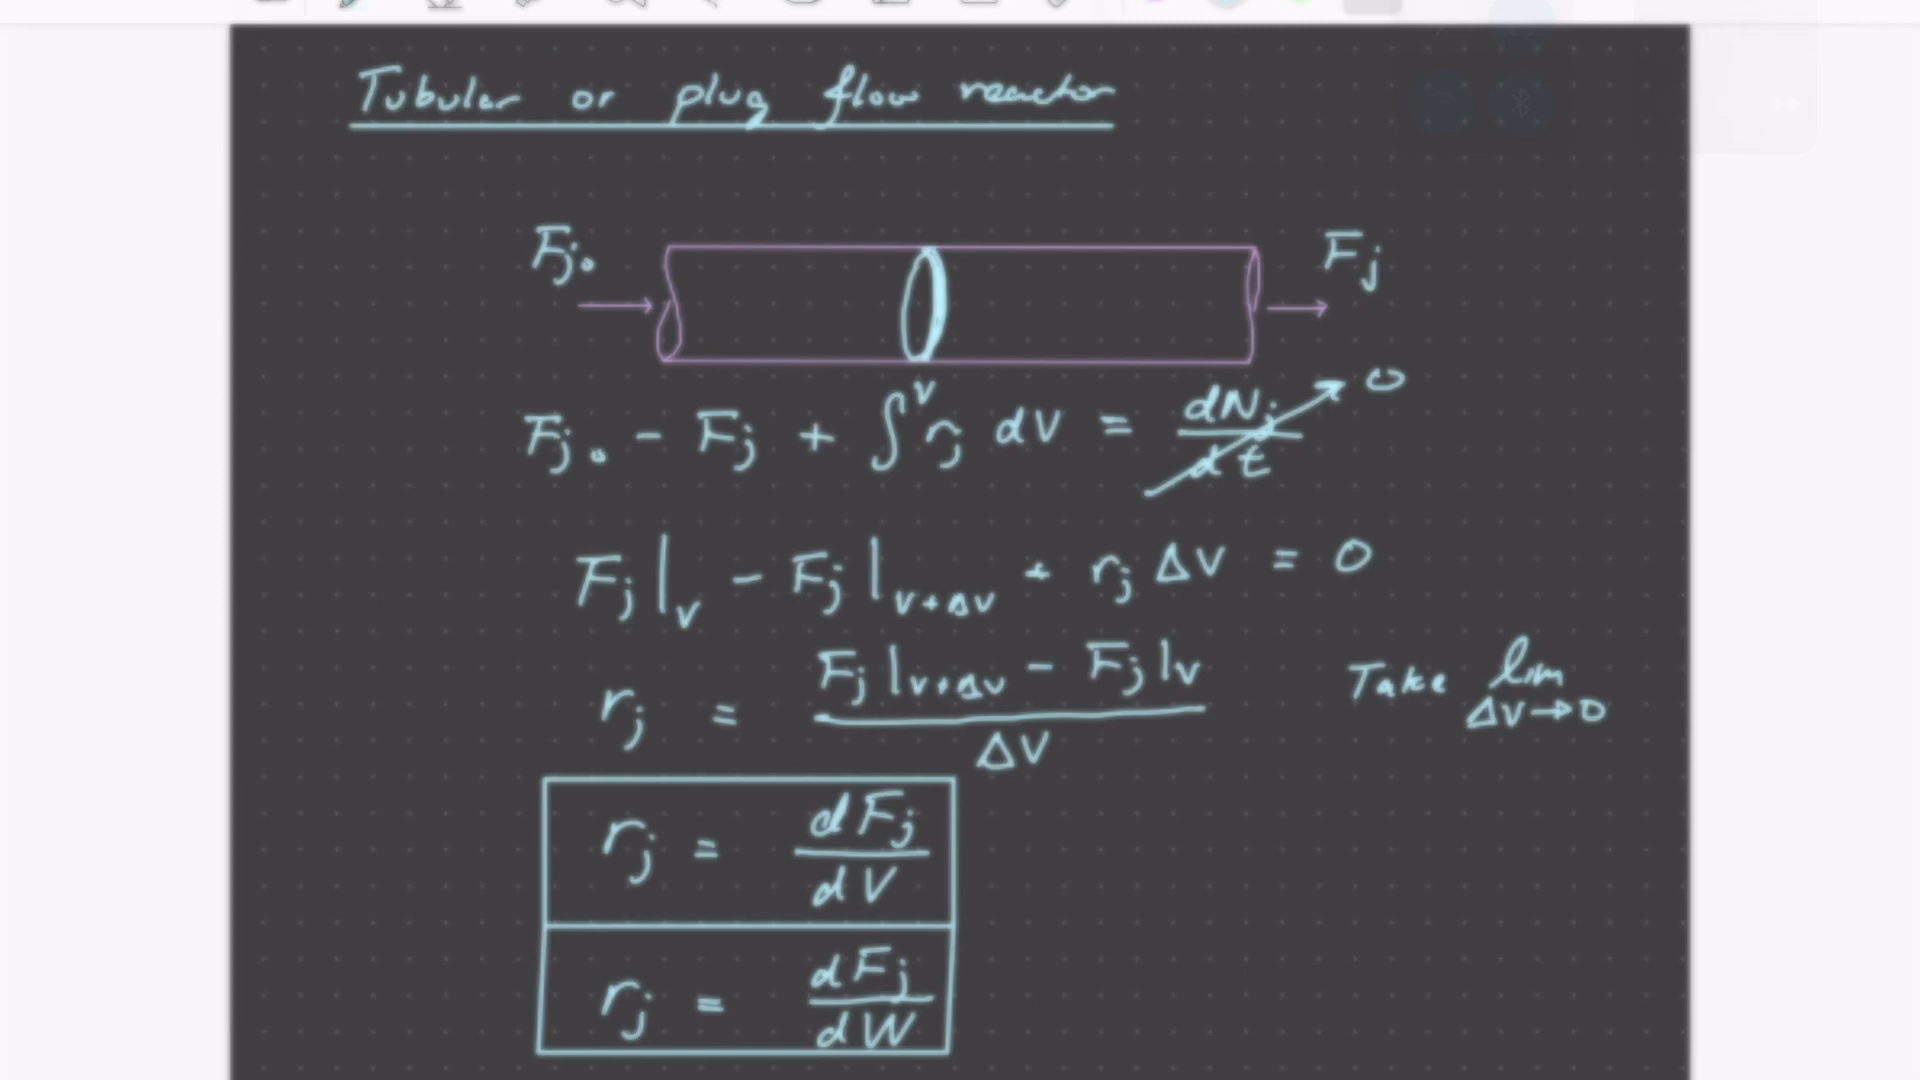 Tubular or plug flow reactor
Fj0 Fj
Fj0 - Fj + ∫^V rj dV = dNj/dt → 0
Fj|V - Fj|V+ΔV + rj ΔV = 0
rj = (Fj|V+ΔV - Fj|V)/ΔV Take lim ΔV→0
rj = dFj/dV
rj = dFj/dW